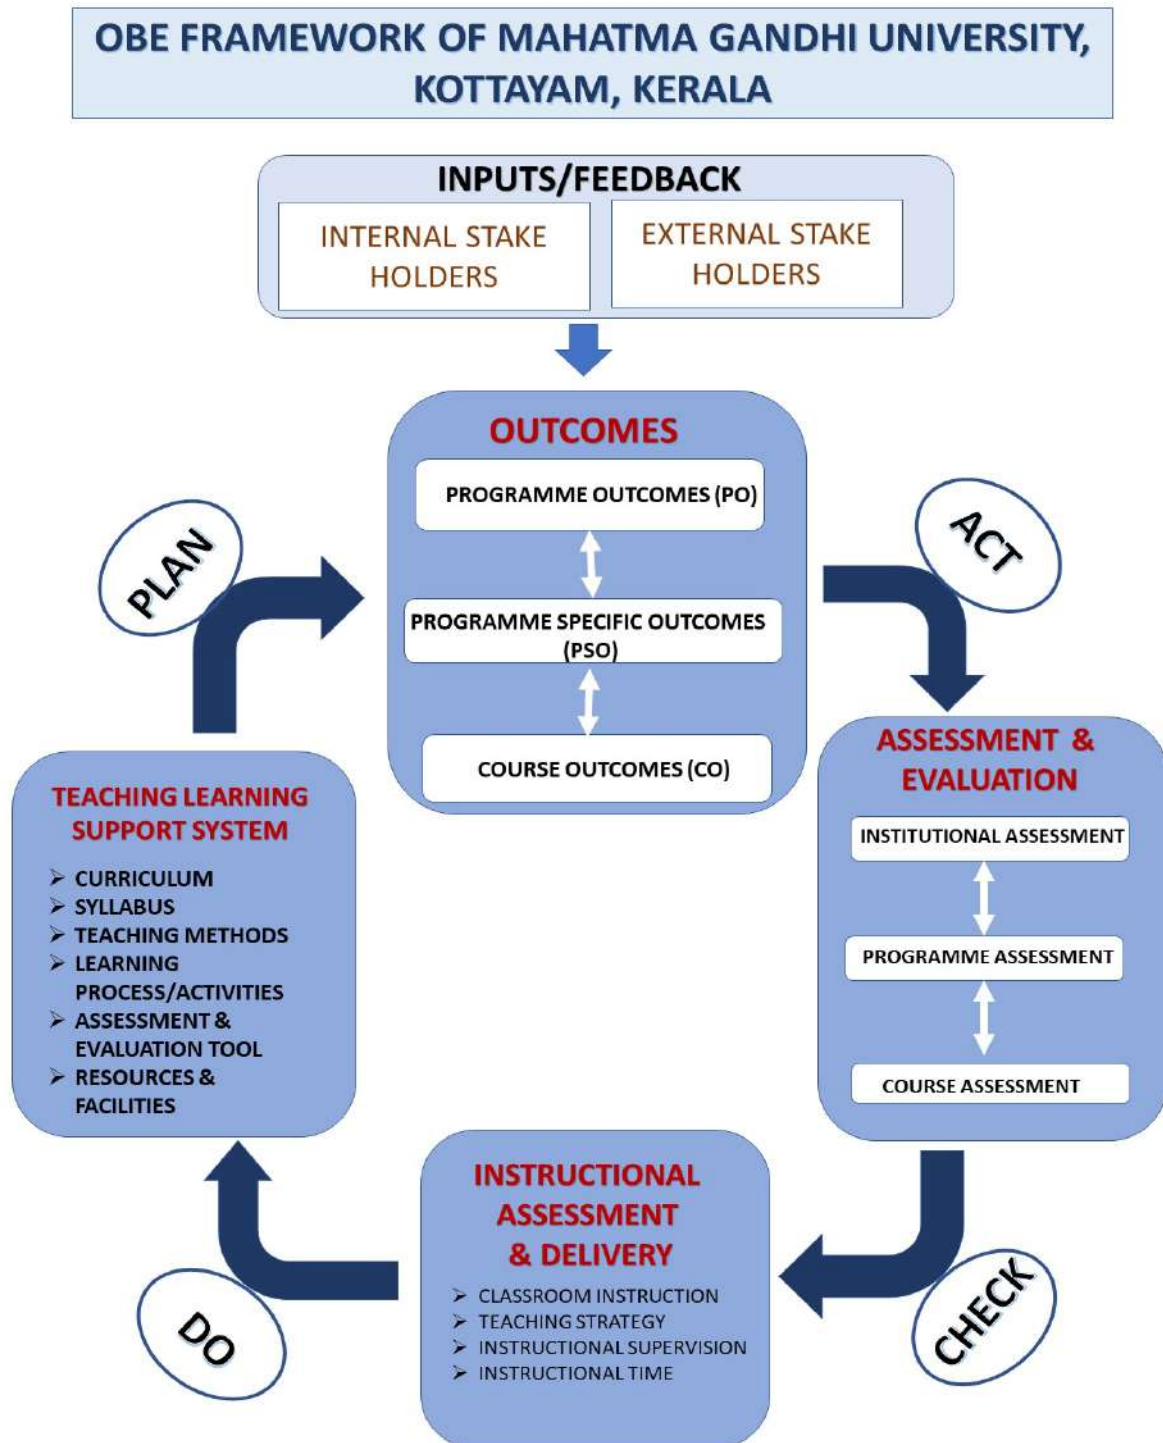 OBE FRAMEWORK OF MAHATMA GANDHI UNIVERSITY,
KOTTAYAM, KERALA
INPUTS/FEEDBACK
INTERNAL STAKE
HOLDERS
EXTERNAL STAKE
HOLDERS
OUTCOMES
PROGRAMME OUTCOMES (PO)
PROGRAMME SPECIFIC OUTCOMES
(PSO)
COURSE OUTCOMES (CO)
PLAN
ACT
ASSESSMENT &
EVALUATION
INSTITUTIONAL ASSESSMENT
PROGRAMME ASSESSMENT
COURSE ASSESSMENT
TEACHING LEARNING
SUPPORT SYSTEM
➢ CURRICULUM
➢ SYLLABUS
➢ TEACHING METHODS
➢ LEARNING
PROCESS/ACTIVITIES
➢ ASSESSMENT &
EVALUATION TOOL
➢ RESOURCES &
FACILITIES
INSTRUCTIONAL
ASSESSMENT
& DELIVERY
➢ CLASSROOM INSTRUCTION
➢ TEACHING STRATEGY
➢ INSTRUCTIONAL SUPERVISION
➢ INSTRUCTIONAL TIME
DO
CHECK